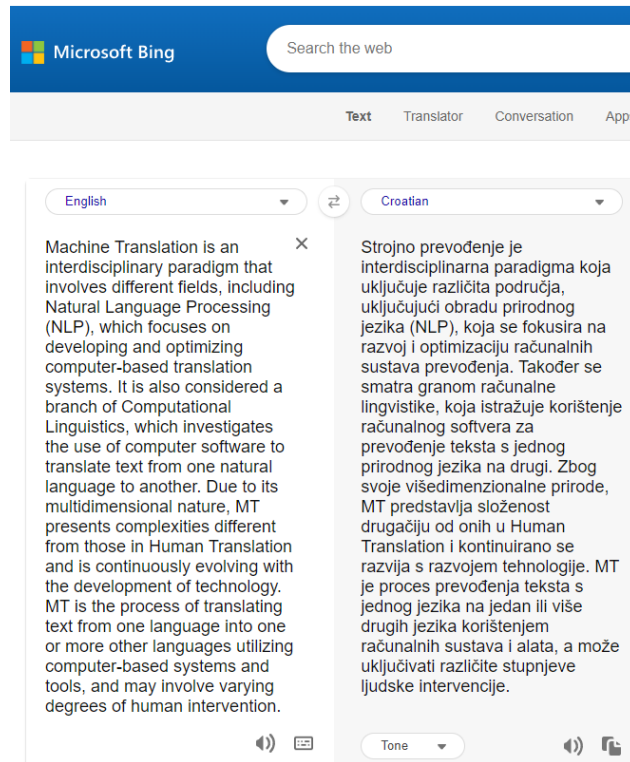 Microsoft Bing
Search the web
Text
Translator
Conversation
English
Croatian
Machine Translation is an
interdisciplinary paradigm that
involves different fields, including
Natural Language Processing
(NLP), which focuses on
developing and optimizing
computer-based translation
systems. It is also considered a
branch of Computational
Linguistics, which investigates
the use of computer software to
translate text from one natural
language to another. Due to its
multidimensional nature, MT
presents complexities different
from those in Human Translation
and is continuously evolving with
the development of technology.
MT is the process of translating
text from one language into one
or more other languages utilizing
computer-based systems and
tools, and may involve varying
degrees of human intervention.
Strojno prevođenje je
interdisciplinarna paradigma koja
uključuje različita područja,
uključujući obradu prirodnog
jezika (NLP), koja se fokusira na
razvoj i optimizaciju računalnih
sustava prevođenja. Također se
smatra granom računalne
lingvistike, koja istražuje korištenje
računalnog softvera za
prevođenje teksta s jednog
prirodnog jezika na drugi. Zbog
svoje višedimenzionalne prirode,
MT predstavlja složenost
drugačiju od onih u Human
Translation i kontinuirano se
razvija s razvojem tehnologije. MT
je proces prevođenja teksta s
jednog jezika na jedan ili više
drugih jezika korištenjem
računalnih sustava i alata, a može
uključivati različite stupnjeve
ljudske intervencije.
Tone